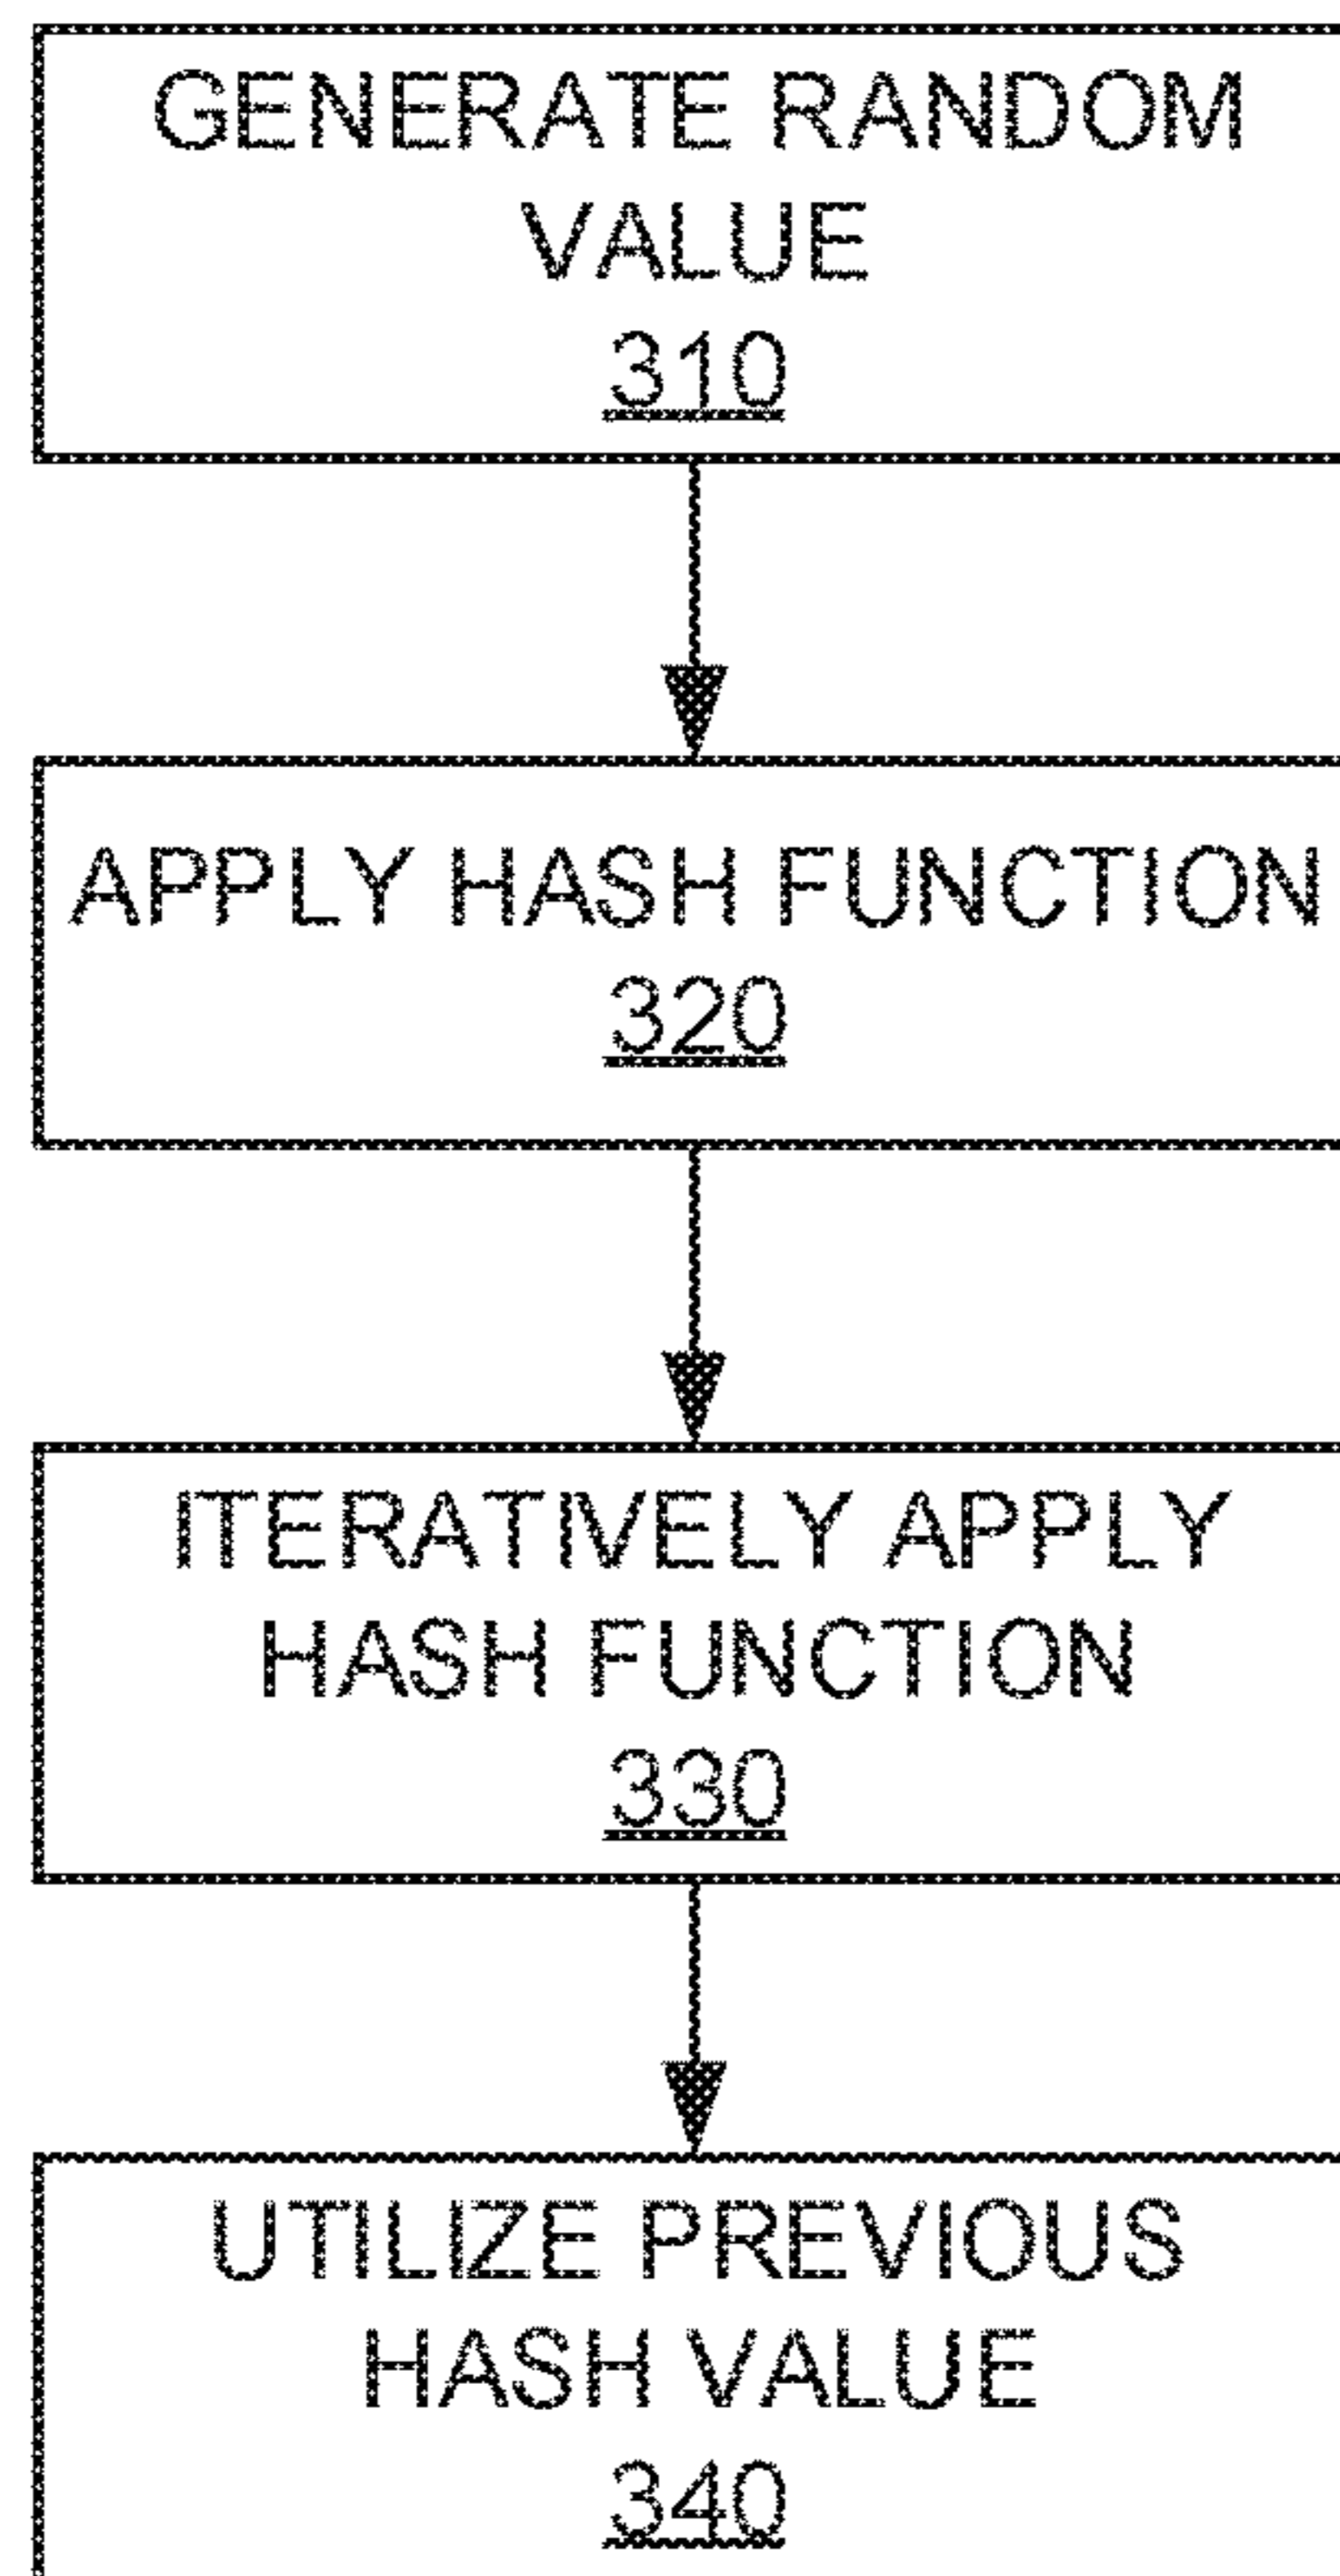 GENERATE RANDOM
VALUE
310
APPLY HASH FUNCTION
320
ITERATIVELY APPLY
HASH FUNCTION
330
UTILIZE PREVIOUS
HASH VALUE
340